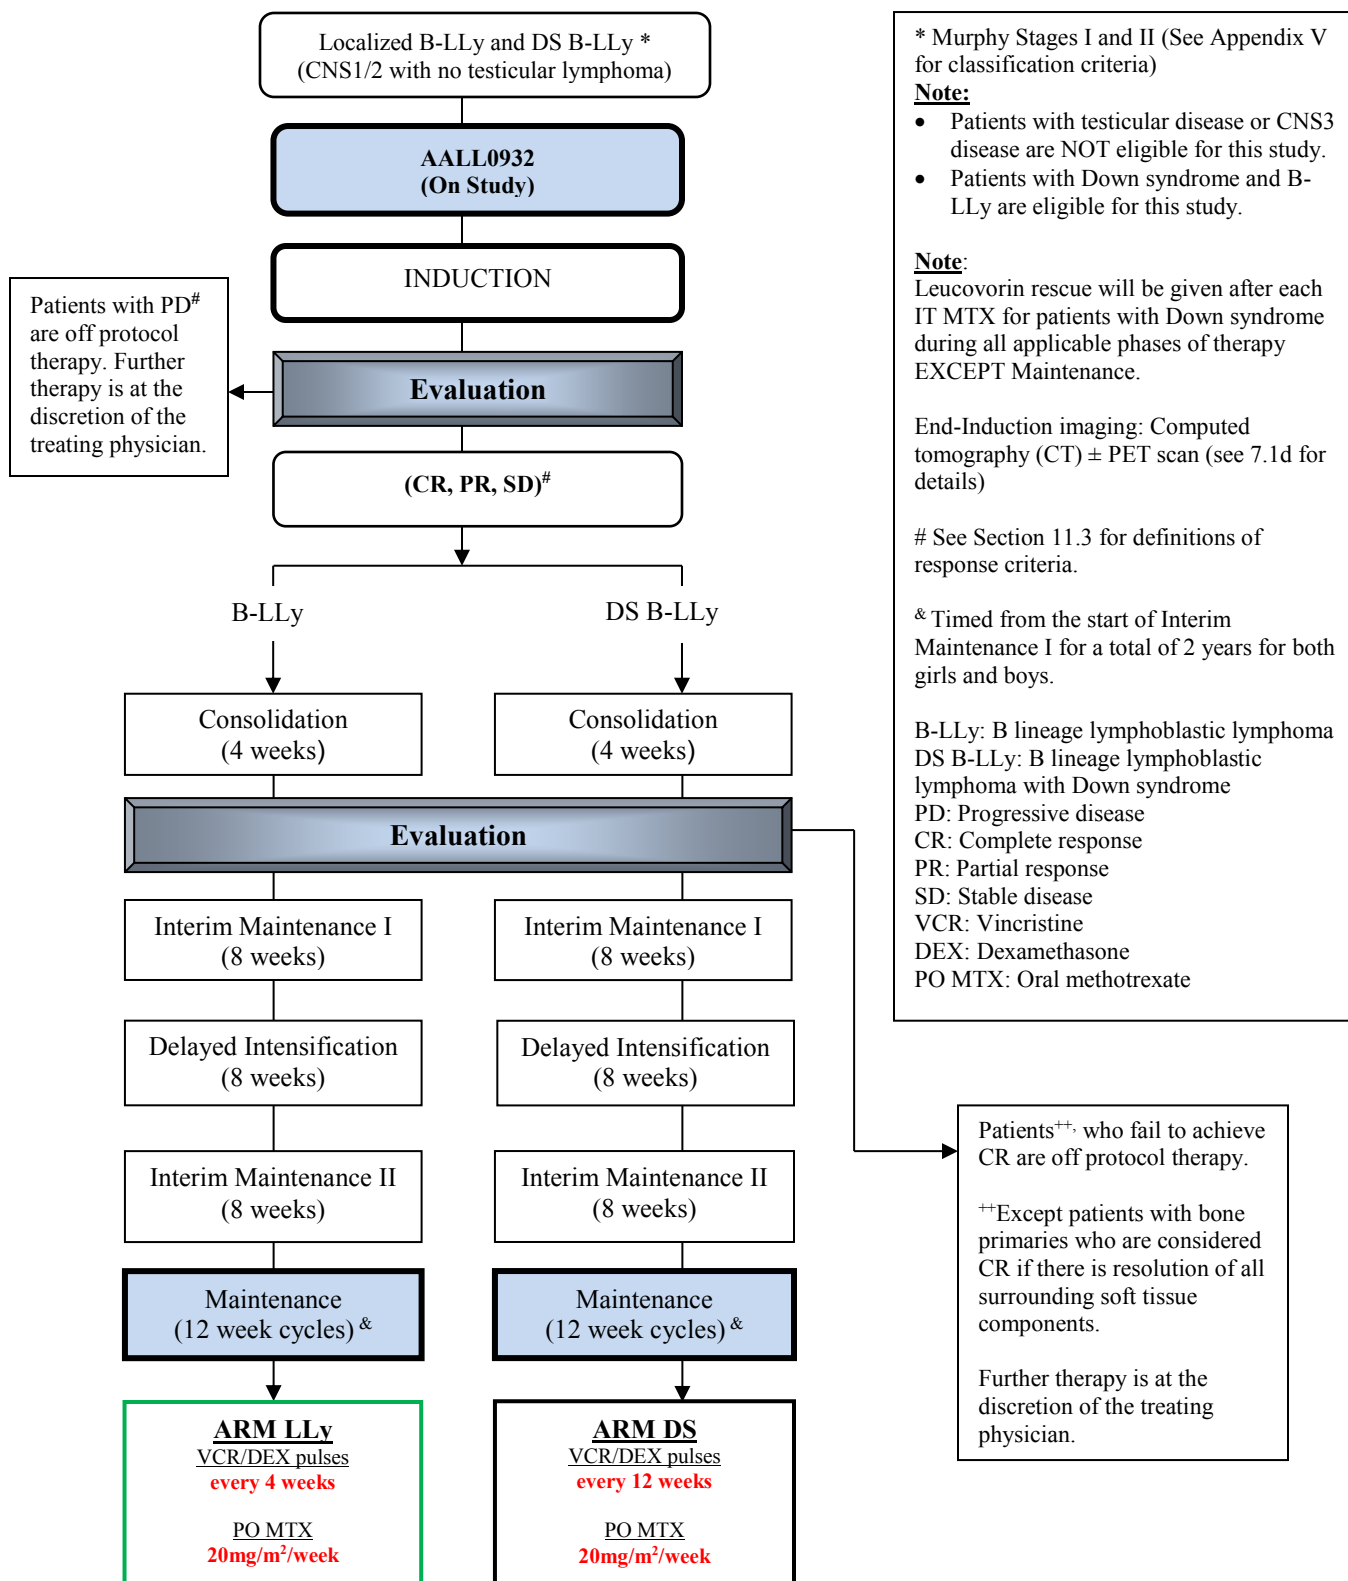 Localized B-LLy and DS B-LLy *
(CNS1/2 with no testicular lymphoma)
AALL0932
(On Study)
INDUCTION
Evaluation
Patients with PD#
are off protocol
therapy. Further
therapy is at the
discretion of the
treating physician.
(CR, PR, SD)#
B-LLy
DS B-LLy
Consolidation
(4 weeks)
Consolidation
(4 weeks)
Evaluation
Interim Maintenance I
(8 weeks)
Interim Maintenance I
(8 weeks)
Delayed Intensification
(8 weeks)
Delayed Intensification
(8 weeks)
Interim Maintenance II
(8 weeks)
Interim Maintenance II
(8 weeks)
Maintenance
(12 week cycles) &
Maintenance
(12 week cycles) &
ARM LLy
VCR/DEX pulses
every 4 weeks
PO MTX
20mg/m²/week
ARM DS
VCR/DEX pulses
every 12 weeks
PO MTX
20mg/m²/week
* Murphy Stages I and II (See Appendix V
for classification criteria)
Note:
• Patients with testicular disease or CNS3
disease are NOT eligible for this study.
• Patients with Down syndrome and B-
LLy are eligible for this study.
Note:
Leucovorin rescue will be given after each
IT MTX for patients with Down syndrome
during all applicable phases of therapy
EXCEPT Maintenance.
End-Induction imaging: Computed
tomography (CT) ± PET scan (see 7.1d for
details)
# See Section 11.3 for definitions of
response criteria.
& Timed from the start of Interim
Maintenance I for a total of 2 years for both
girls and boys.
B-LLy: B lineage lymphoblastic lymphoma
DS B-LLy: B lineage lymphoblastic
lymphoma with Down syndrome
PD: Progressive disease
CR: Complete response
PR: Partial response
SD: Stable disease
VCR: Vincristine
DEX: Dexamethasone
PO MTX: Oral methotrexate
Patients++, who fail to achieve
CR are off protocol therapy.
++Except patients with bone
primaries who are considered
CR if there is resolution of all
surrounding soft tissue
components.
Further therapy is at the
discretion of the treating
physician.